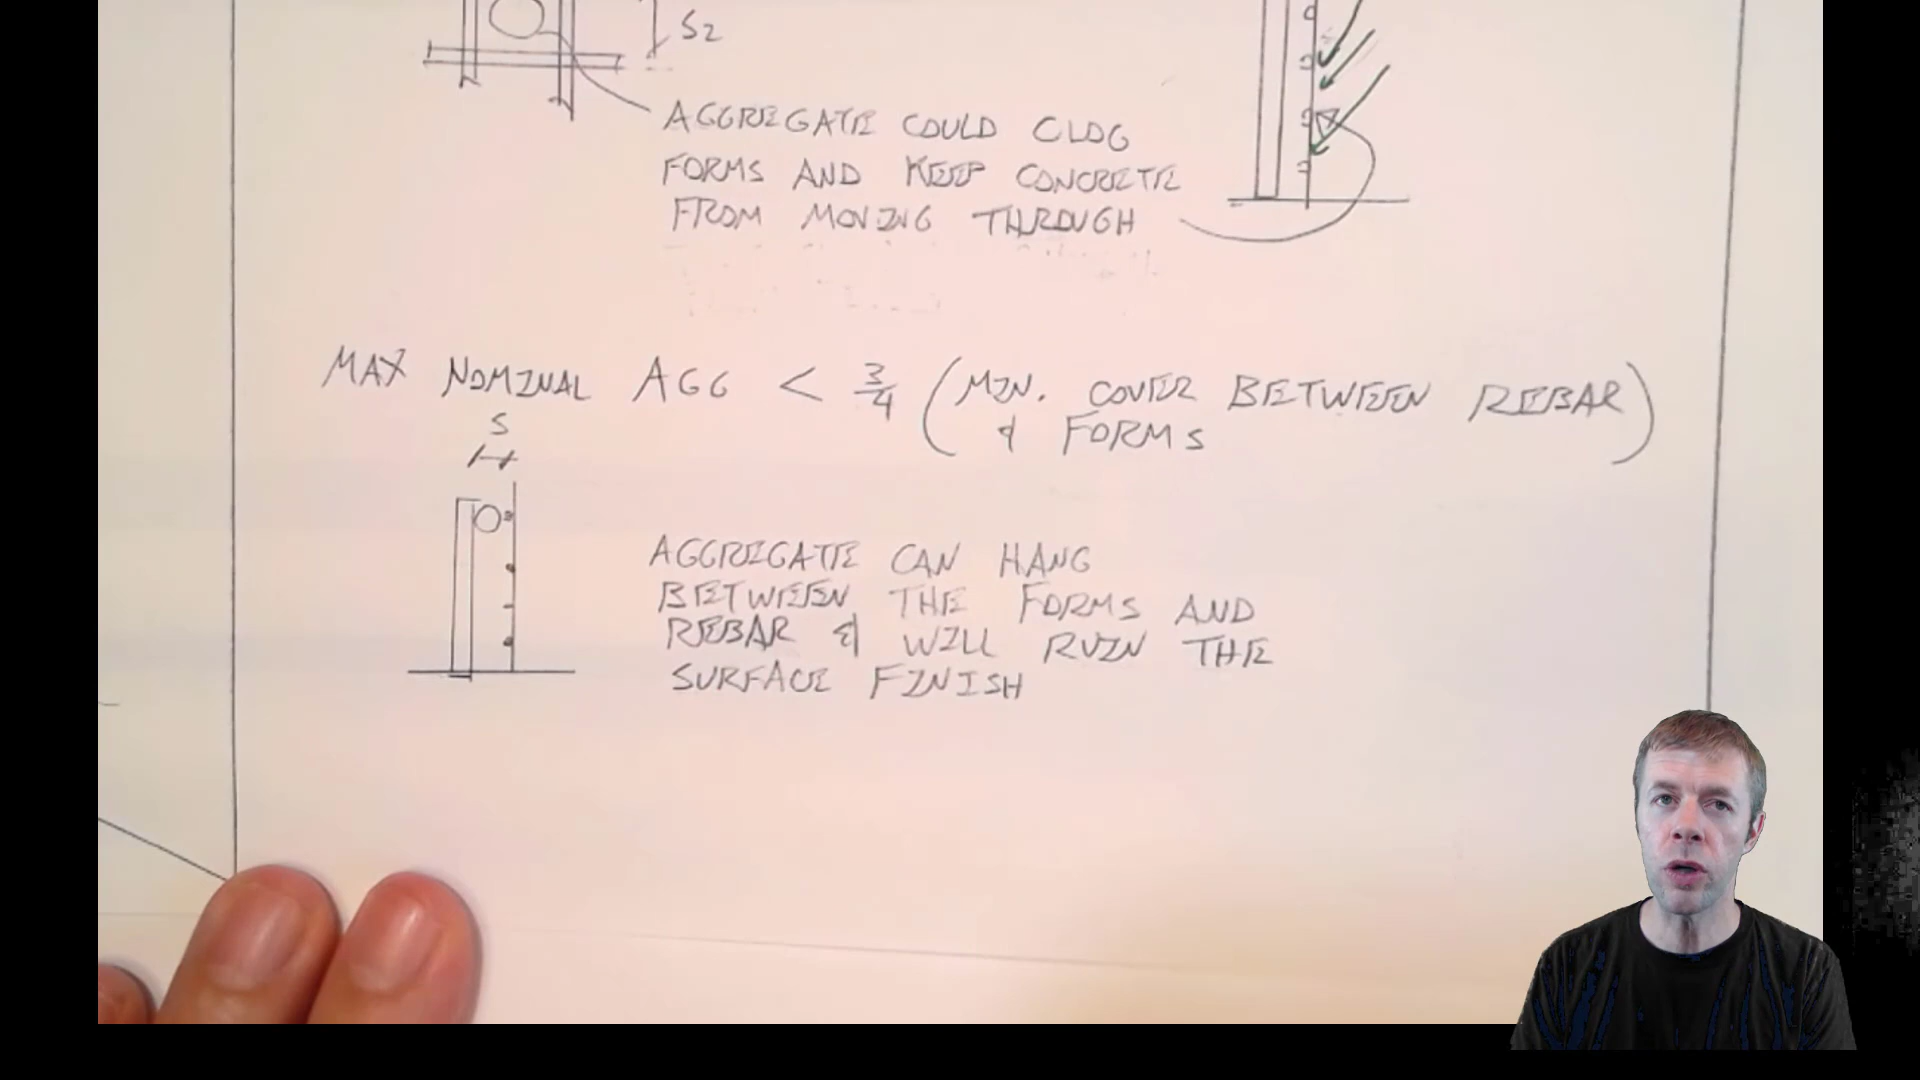 S2
AGGREGATE COULD CLOG
FORMS AND KEEP CONCRETE
FROM MOVING THROUGH
MAX NOMINAL AGG < 3/4 (MIN. COVER BETWEEN REBAR)
& FORMS
S
AGGREGATE CAN HANG
BETWEEN THE FORMS AND
REBAR & WILL RUIN THE
SURFACE FINISH